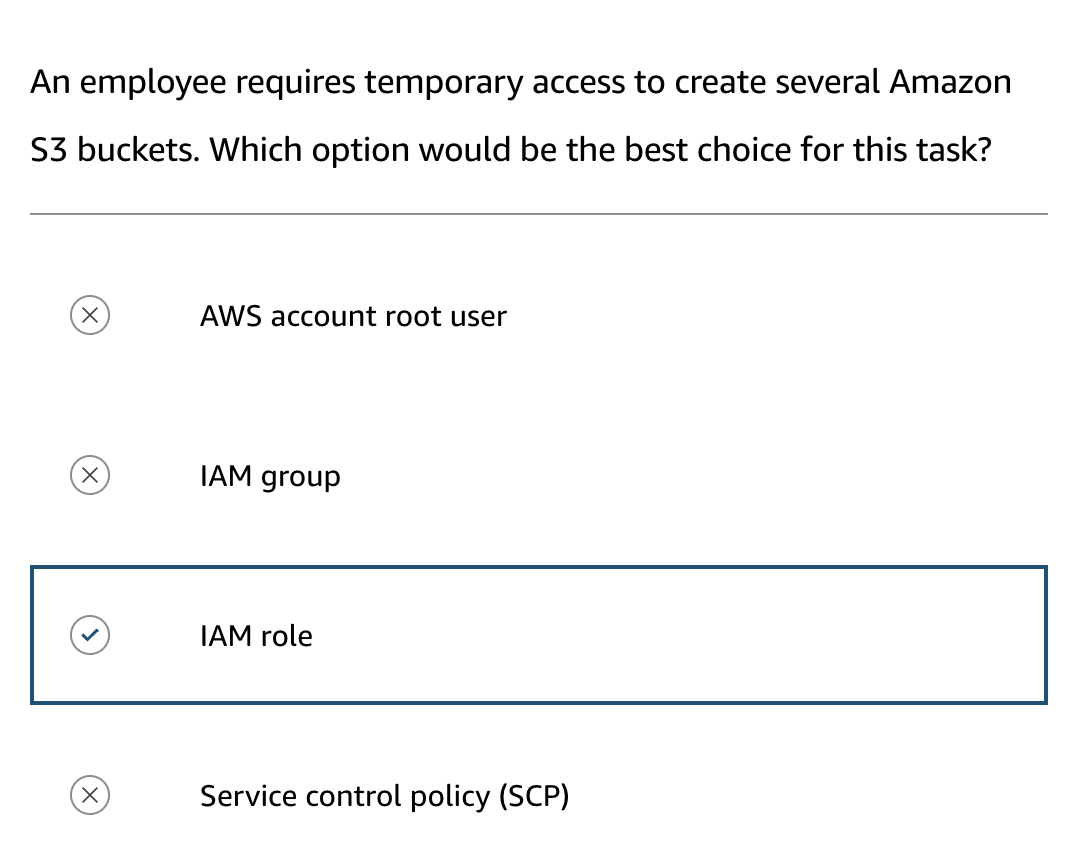 An employee requires temporary access to create several Amazon
S3 buckets. Which option would be the best choice for this task?
AWS account root user
IAM group
IAM role
Service control policy (SCP)